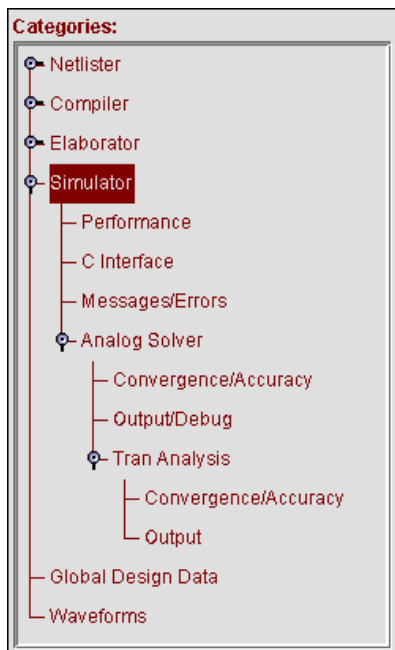 Categories:
Netlister
Compiler
Elaborator
Simulator
Performance
C Interface
Messages/Errors
Analog Solver
Convergence/Accuracy
Output/Debug
Tran Analysis
Convergence/Accuracy
Output
Global Design Data
Waveforms